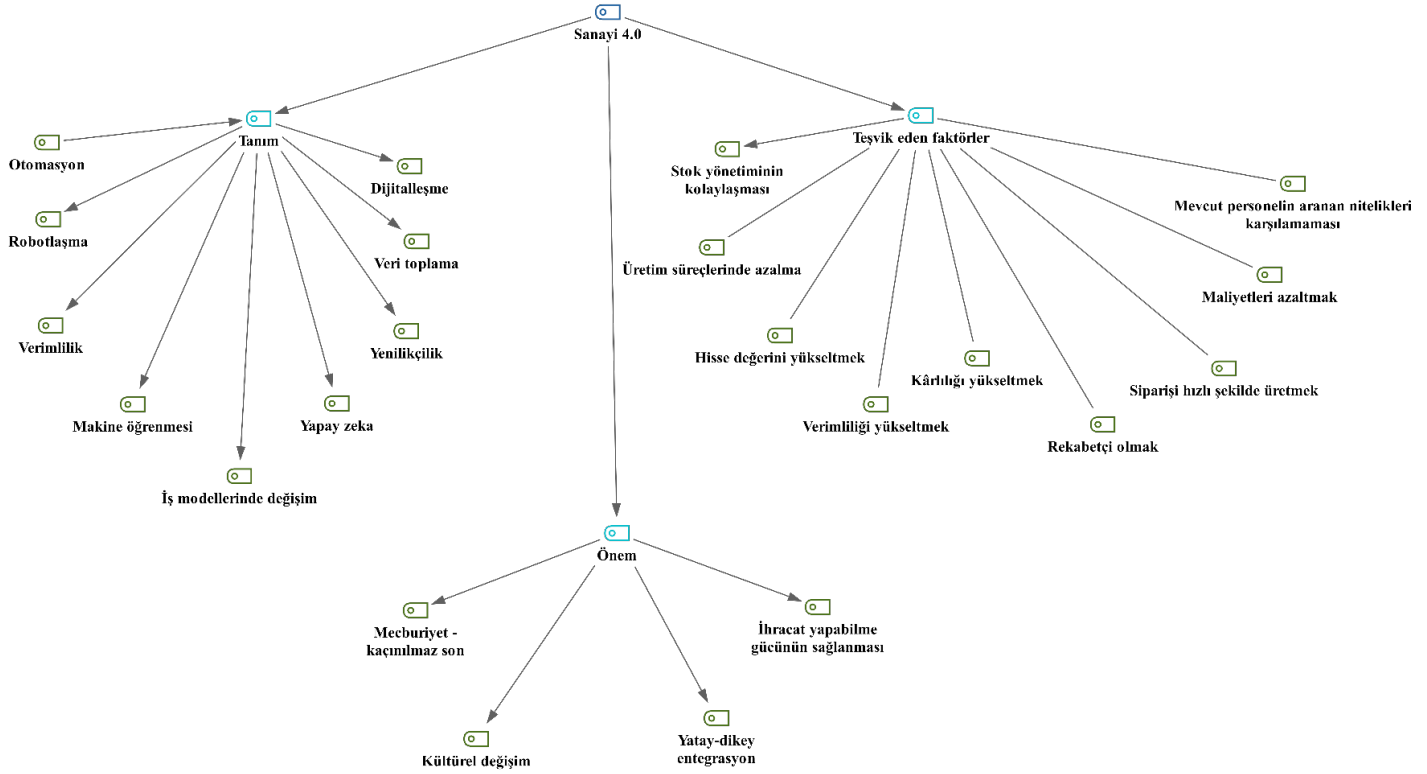 Sanayi 4.0
Tanım
Otomasyon
Robotlaşma
Verimlilik
Makine öğrenmesi
İş modellerinde değişim
Yapay zeka
Yenilikçilik
Veri toplama
Dijitalleşme
Teşvik eden faktörler
Stok yönetiminin
kolaylaşması
Üretim süreçlerinde azalma
Hisse değerini yükseltmek
Verimliliği yükseltmek
Kârlılığı yükseltmek
Rekabetçi olmak
Siparişi hızlı şekilde üretmek
Maliyetleri azaltmak
Mevcut personelin aranan nitelikleri
karşılamaması
Önem
Mecburiyet -
kaçınılmaz son
Kültürel değişim
Yatay-dikey
entegrasyon
İhracat yapabilme
gücünün sağlanması